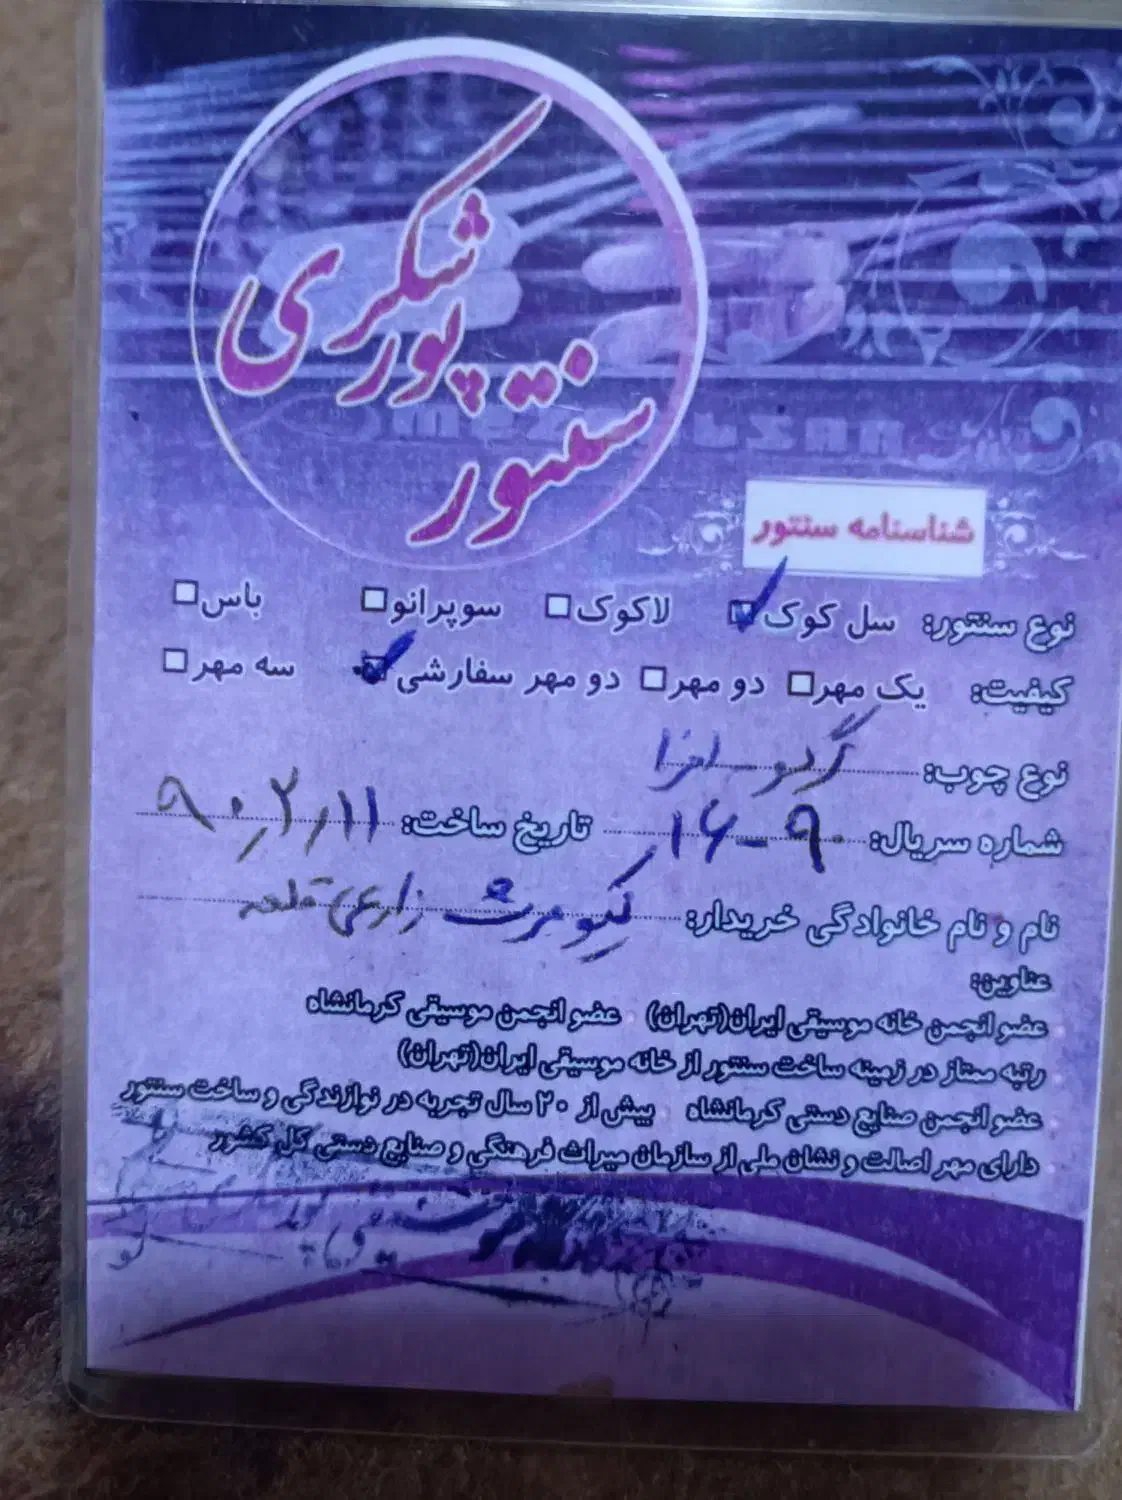 سنتور پورشکری
شناسنامه سنتور
نوع سنتور: سل کوک لاکوک سوپرانو باس
کیفیت: یک مهر دو مهر دو مهر سفارشی سه مهر
نوع چوب: گردو - افرا
شماره سریال: ۹۰-۱۶ تاریخ ساخت: ۹۰،۲،۱۱
نام و نام خانوادگی خریدار: کیومرث زارعی قلعه
عناوین:
عضو انجمن خانه موسیقی ایران(تهران) عضو انجمن موسیقی کرمانشاه
رتبه ممتاز در زمینه ساخت سنتور از خانه موسیقی ایران(تهران)
عضو انجمن صنایع دستی کرمانشاه بیش از ۲۰ سال تجربه در نوازندگی و ساخت سنتور
دارای مهر اصالت و نشان ملی از سازمان میراث فرهنگی و صنایع دستی کل کشور